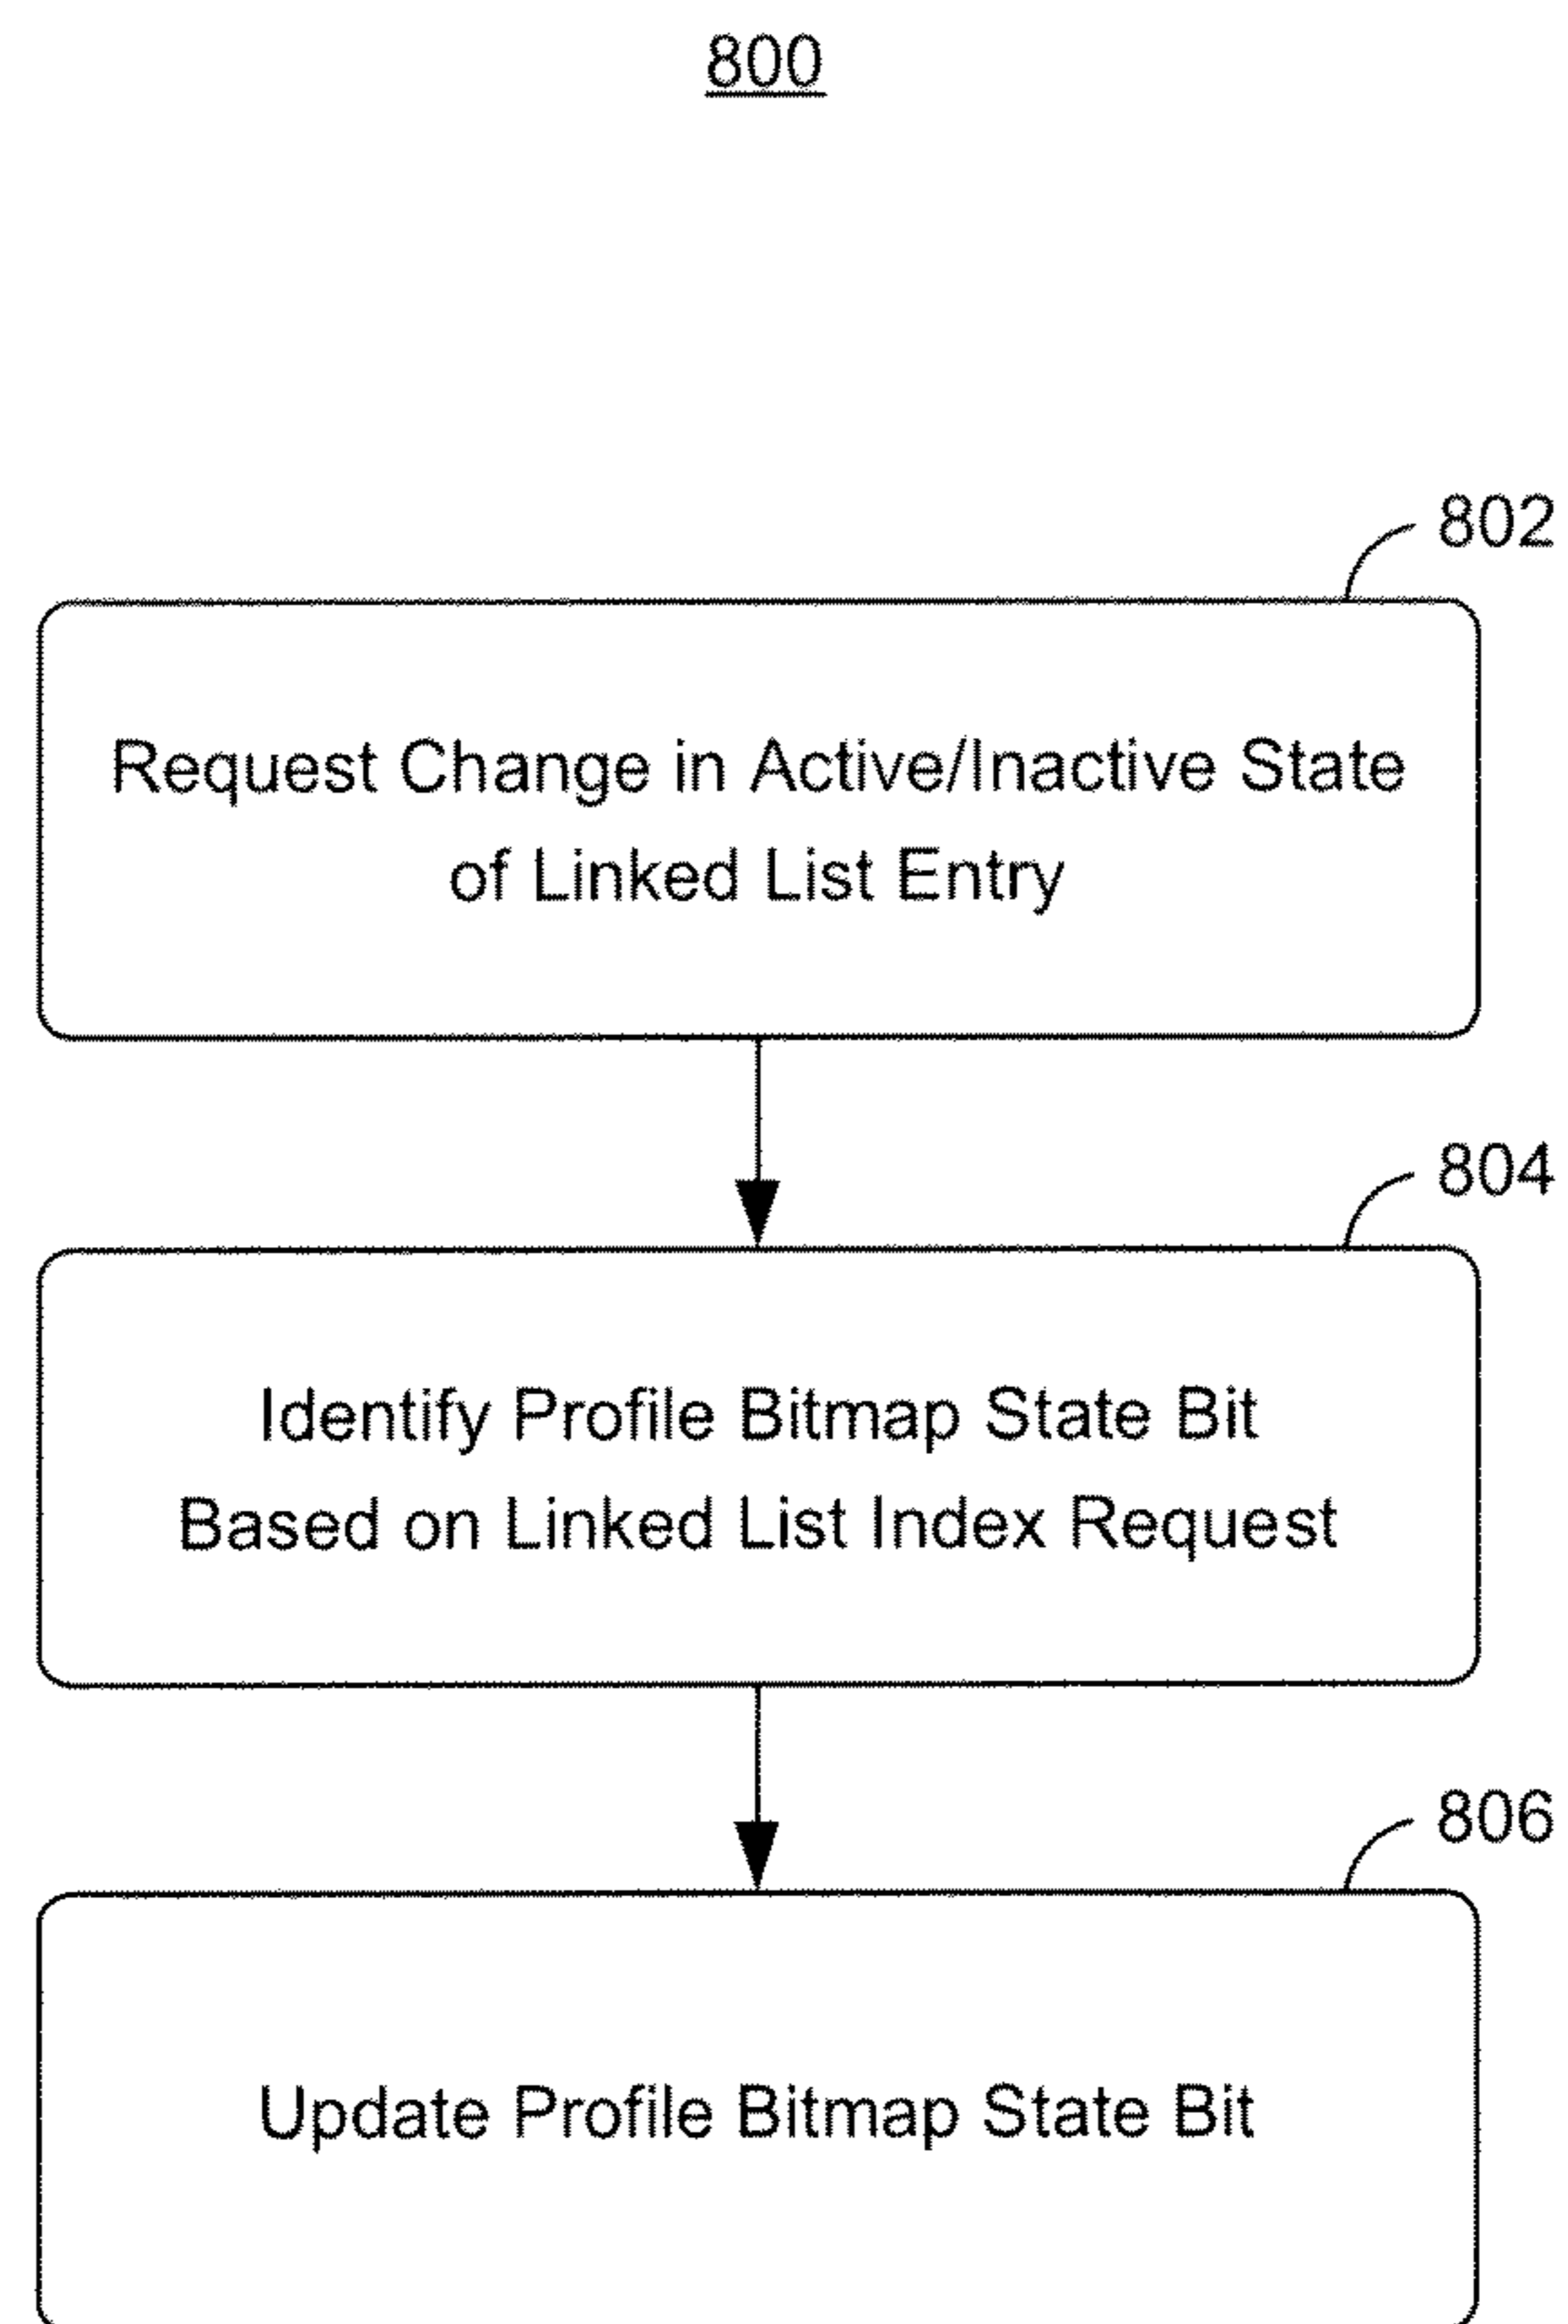 800
802
Request Change in Active/Inactive State
of Linked List Entry
804
Identify Profile Bitmap State Bit
Based on Linked List Index Request
806
Update Profile Bitmap State Bit